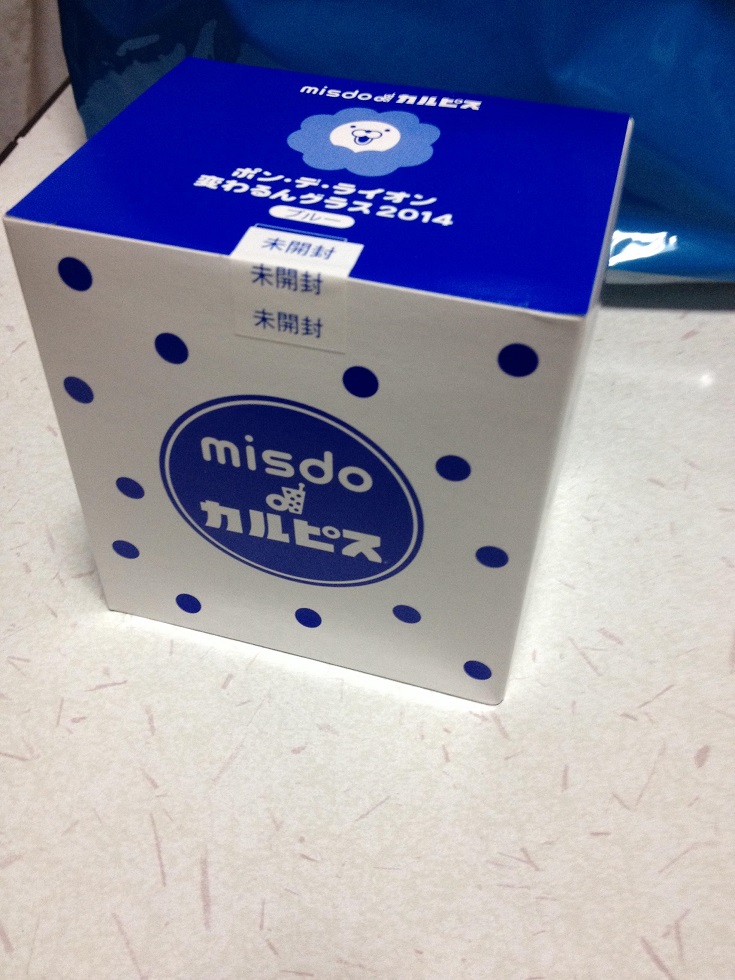 misdo カルピス
ポン・デ・ライオン
変わるんグラス2014
ブルー
未開封
未開封
未開封
misdo
カルピス